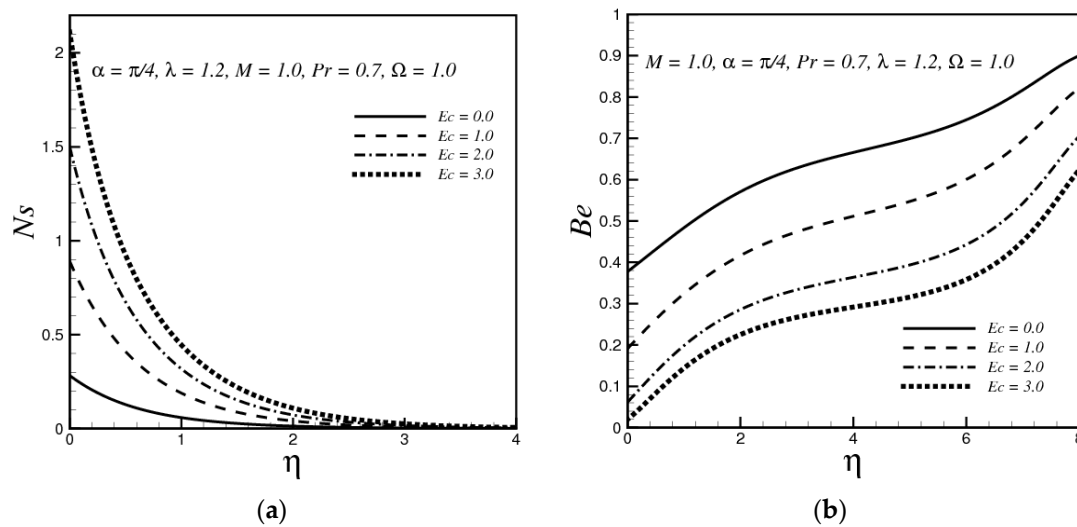 α = π/4, λ = 1.2, M = 1.0, Pr = 0.7, Ω = 1.0
Ec = 0.0
Ec = 1.0
Ec = 2.0
Ec = 3.0
Ns
2
1.5
1
0.5
0
0
1
2
3
4
η
(a)
M = 1.0, α = π/4, Pr = 0.7, λ = 1.2, Ω = 1.0
Be
1
0.9
0.8
0.7
0.6
0.5
0.4
0.3
0.2
0.1
0
Ec = 0.0
Ec = 1.0
Ec = 2.0
Ec = 3.0
0
2
4
6
8
η
(b)